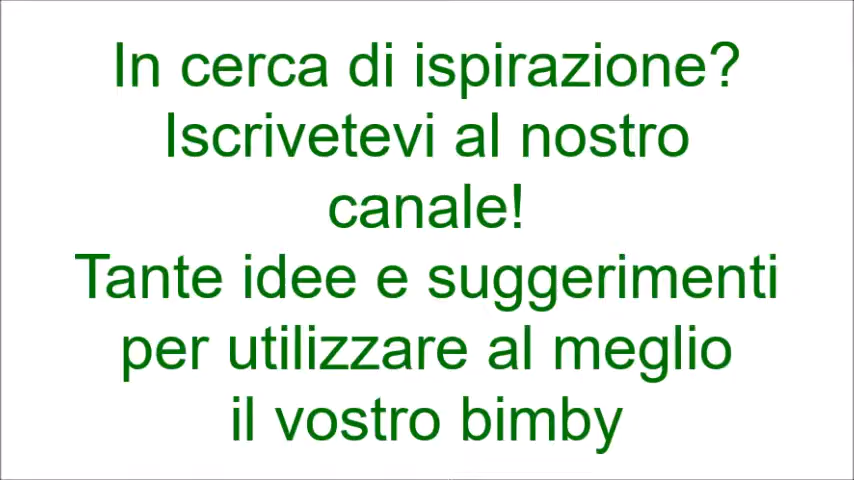 In cerca di ispirazione?
Iscrivetevi al nostro
canale!
Tante idee e suggerimenti
per utilizzare al meglio
il vostro bimby